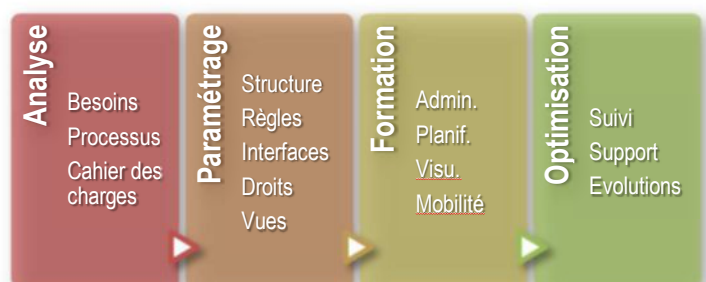 Analyse
Besoins
Processus
Cahier des
charges
Paramétrage
Structure
Règles
Interfaces
Droits
Vues
Formation
Admin.
Planif.
Visu.
Mobilité
Optimisation
Suivi
Support
Evolutions